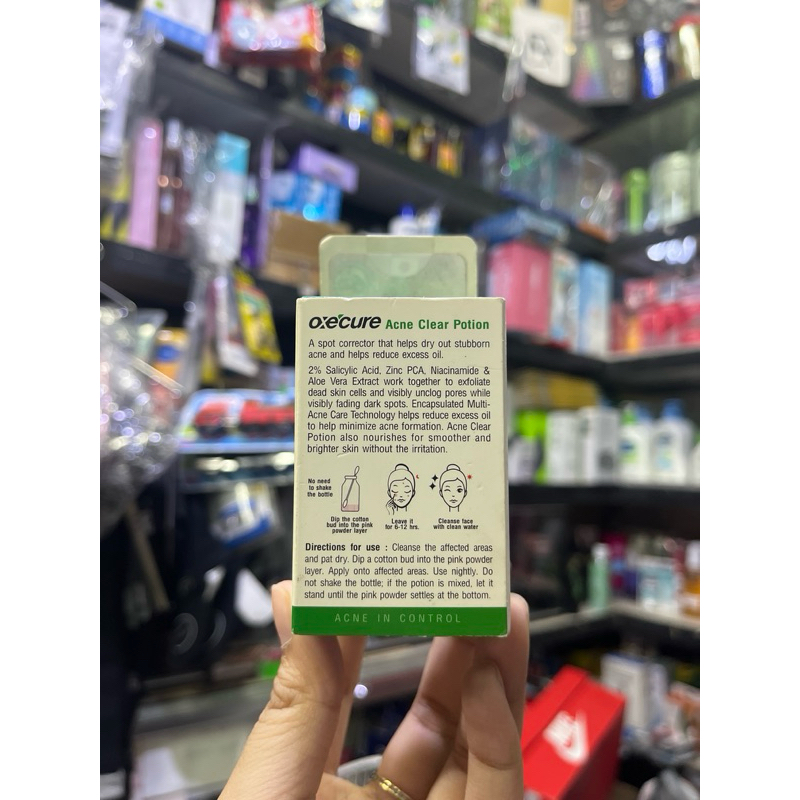 oxecure Acne Clear Potion
A spot corrector that helps dry out stubborn
acne and helps reduce excess oil.
2% Salicylic Acid, Zinc PCA, Niacinamide &
Aloe Vera Extract work together to exfoliate
dead skin cells and visibly unclog pores while
visibly fading dark spots. Encapsulated Multi-
Acne Care Technology helps reduce excess oil
to help minimize acne formation. Acne Clear
Potion also nourishes for smoother and
brighter skin without the irritation.
No need
to shake
the bottle
Dip the cotton
bud into the pink
powder layer
Leave it
for 6-12 hrs.
Cleanse face
with clean water
Directions for use : Cleanse the affected areas
and pat dry. Dip a cotton bud into the pink powder
layer. Apply onto affected areas. Use nightly. Do
not shake the bottle; if the potion is mixed, let it
stand until the pink powder settles at the bottom.
ACNE IN CONTROL